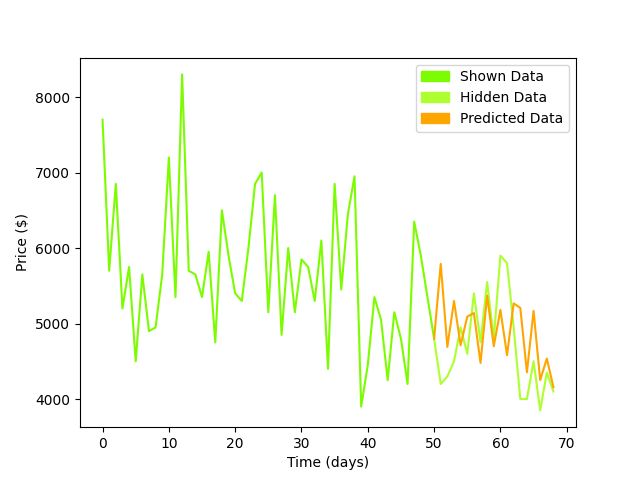 Shown Data
Hidden Data
Predicted Data
8000
7000
6000
5000
4000
Price ($)
0 10 20 30 40 50 60 70
Time (days)